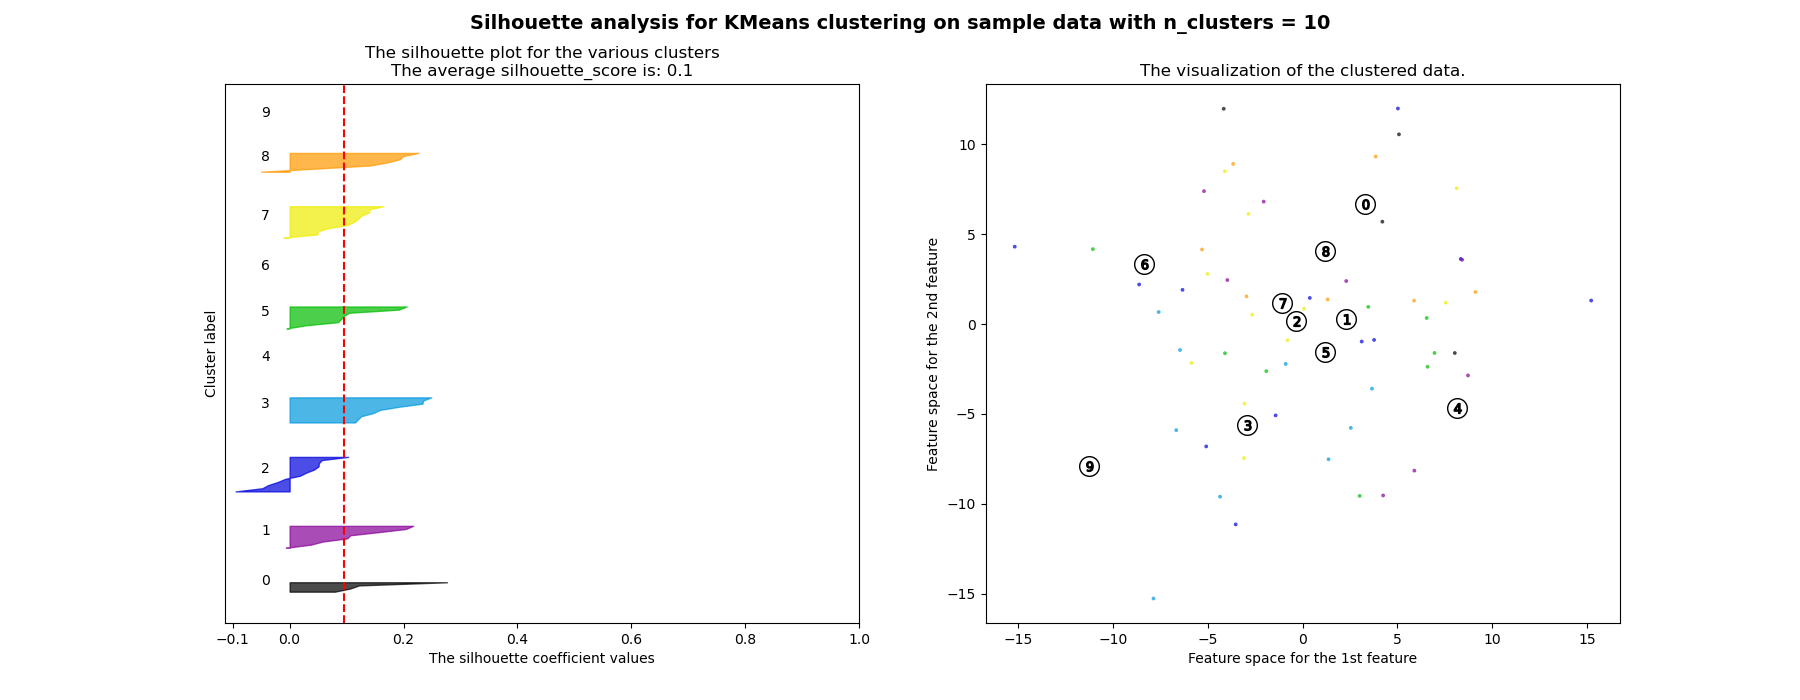 Silhouette analysis for KMeans clustering on sample data with n_clusters = 10
The silhouette plot for the various clusters
The average silhouette_score is: 0.1
9
8
7
6
5
4
3
2
1
0
Cluster label
−0.1 0.0 0.2 0.4 0.6 0.8 1.0
The silhouette coefficient values
The visualization of the clustered data.
10
5
0
−5
−10
−15
Feature space for the 2nd feature
0
8
6
7
2
1
5
4
3
9
−15 −10 −5 0 5 10 15
Feature space for the 1st feature